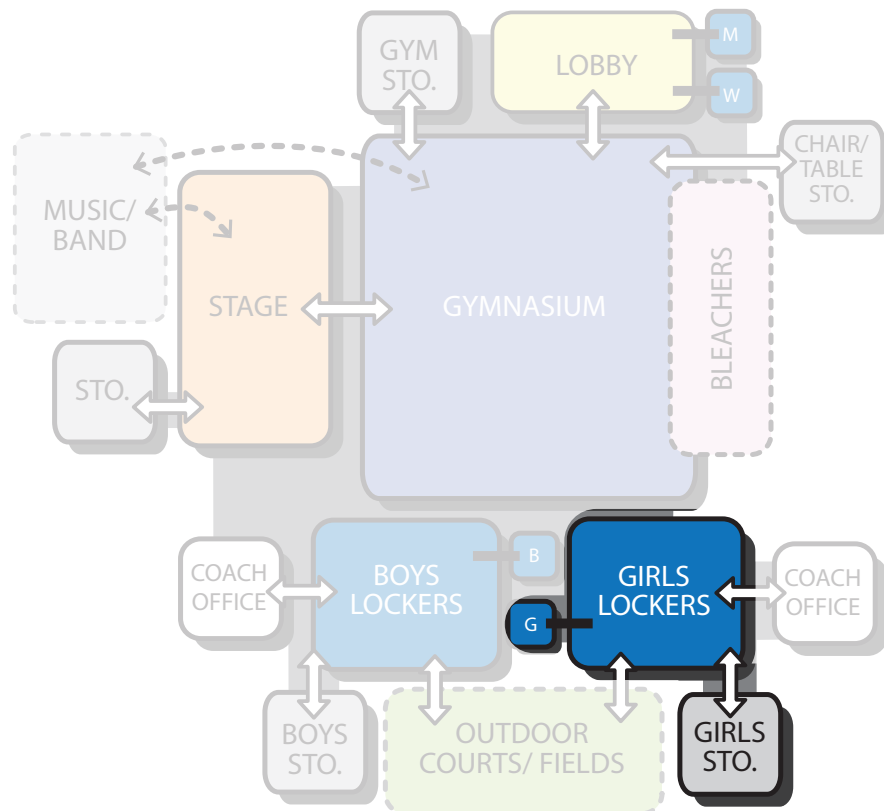 GYM
STO.
LOBBY
M
W
CHAIR/
TABLE
STO.
MUSIC/
BAND
STAGE
GYMNASIUM
BLEACHERS
STO.
COACH
OFFICE
BOYS
LOCKERS
B
GIRLS
LOCKERS
G
COACH
OFFICE
BOYS
STO.
OUTDOOR
COURTS/ FIELDS
GIRLS
STO.